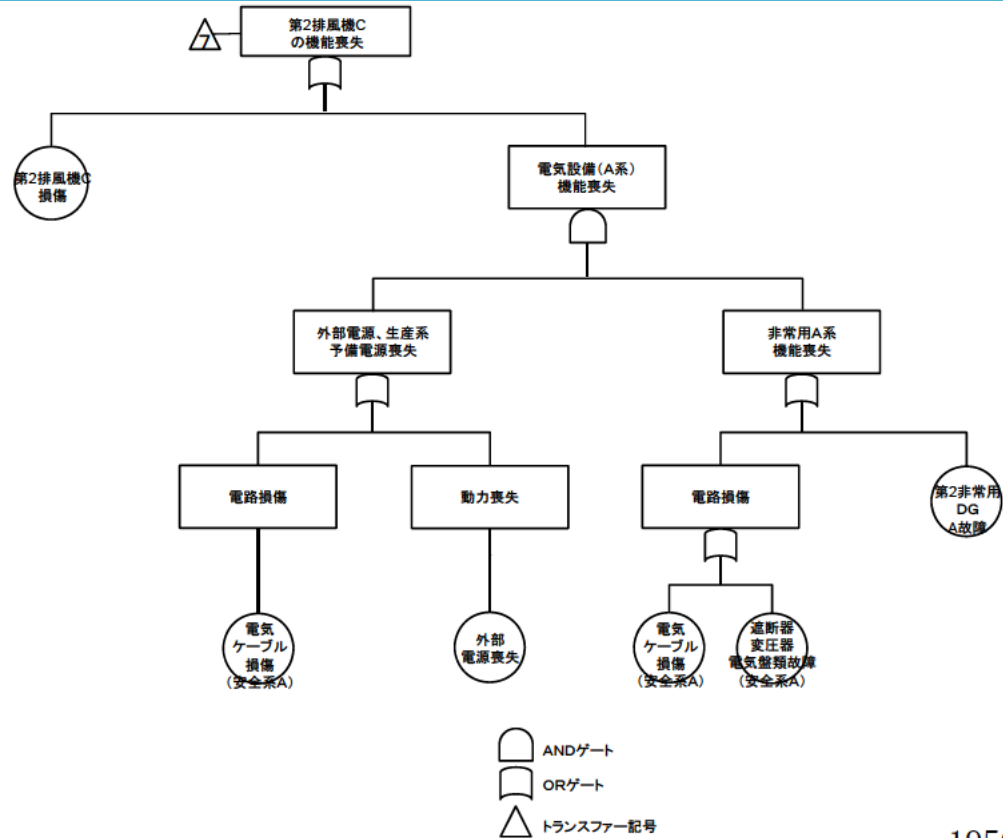 7
第2排風機C
の機能喪失
第2排風機C
損傷
電気設備(A系)
機能喪失
外部電源、生産系
予備電源喪失
非常用A系
機能喪失
電路損傷
動力喪失
電路損傷
第2非常用
DG
A故障
電気
ケーブル
損傷
(安全系A)
外部
電源喪失
電気
ケーブル
損傷
(安全系A)
遮断器
変圧器
電気盤類故障
(安全系A)
ANDゲート
ORゲート
トランスファー記号